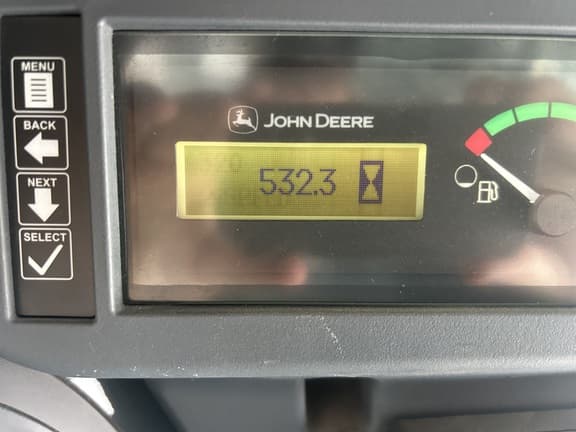 MENU
BACK
NEXT
SELECT
JOHN DEERE
532.3